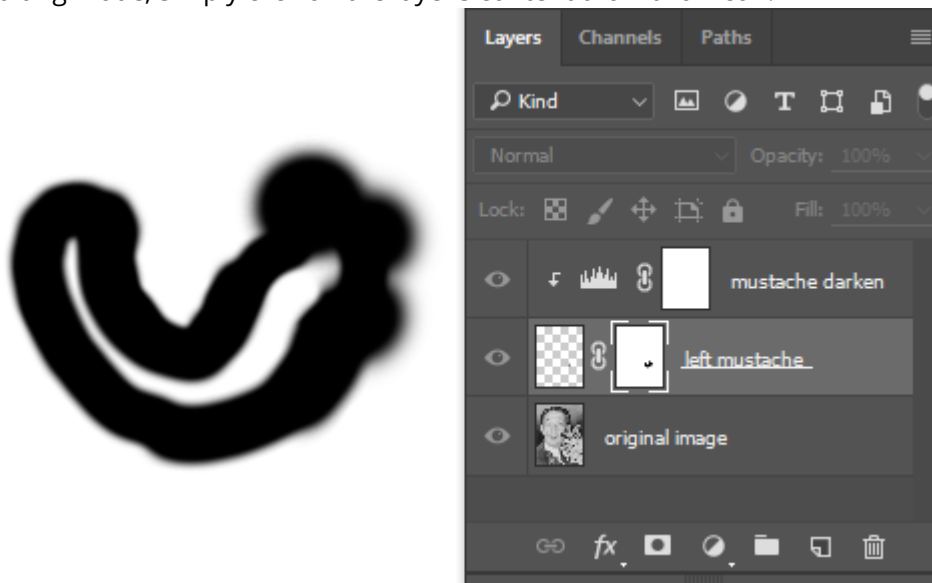 Layers Channels Paths
Kind
Normal Opacity: 100%
Lock: Fill: 100%
mustache darken
left mustache
original image
fx